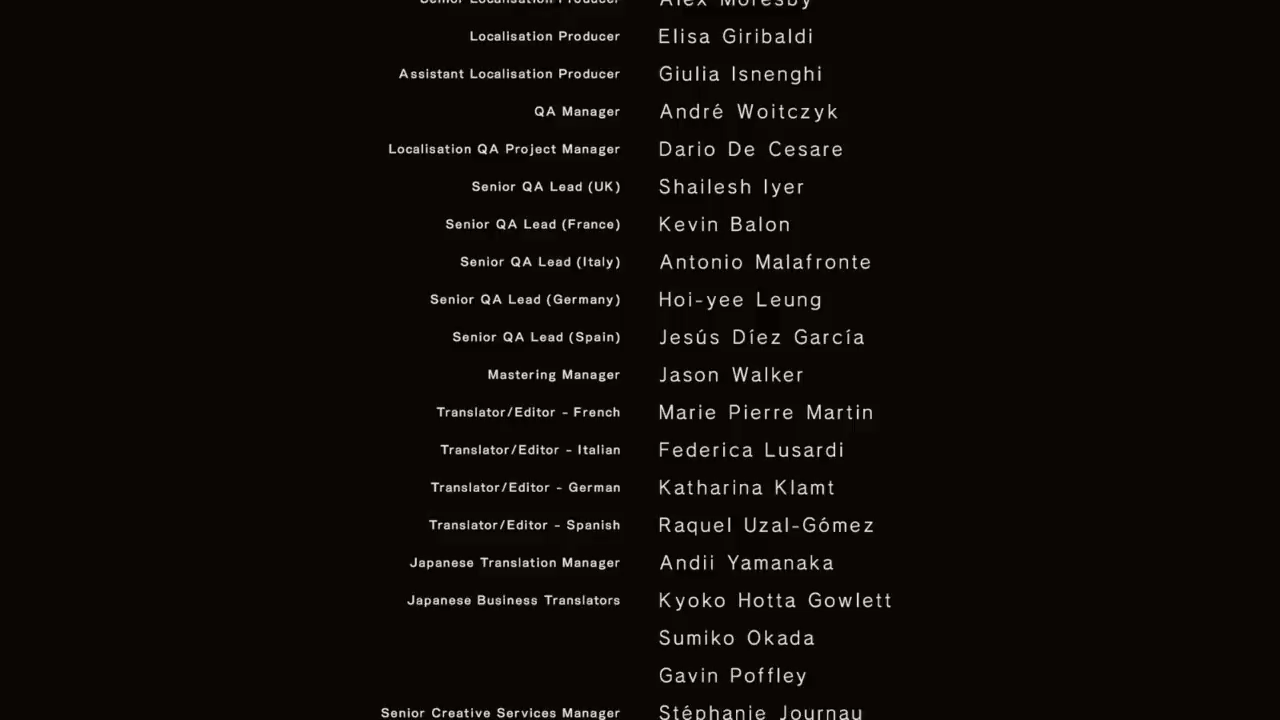 Senior Localisation Producer Alex Moresby
Localisation Producer Elisa Giribaldi
Assistant Localisation Producer Giulia Isnenghi
QA Manager André Woitczyk
Localisation QA Project Manager Dario De Cesare
Senior QA Lead (UK) Shailesh Iyer
Senior QA Lead (France) Kevin Balon
Senior QA Lead (Italy) Antonio Malafronte
Senior QA Lead (Germany) Hoi-yee Leung
Senior QA Lead (Spain) Jesús Díez García
Mastering Manager Jason Walker
Translator/Editor - French Marie Pierre Martin
Translator/Editor - Italian Federica Lusardi
Translator/Editor - German Katharina Klamt
Translator/Editor - Spanish Raquel Uzal-Gómez
Japanese Translation Manager Andii Yamanaka
Japanese Business Translators Kyoko Hotta Gowlett
Sumiko Okada
Gavin Poffley
Senior Creative Services Manager Stéphanie Journau